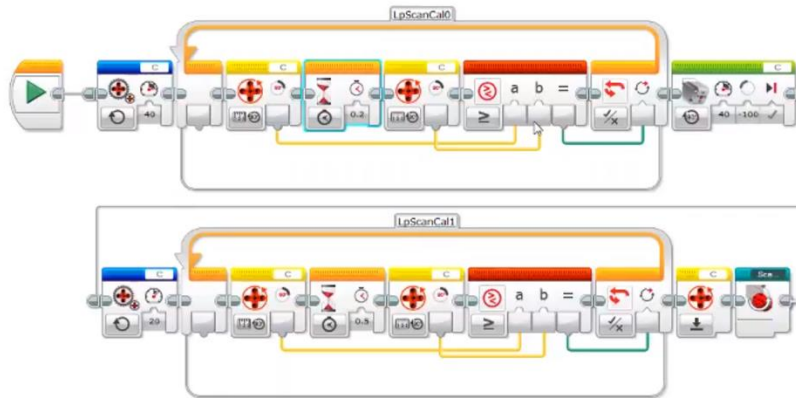 LpScanCal0
C C C C
40 0.2 a b = 40 -100
≥
LpScanCal1
C C C C Sca...
20 0.5 a b =
≥